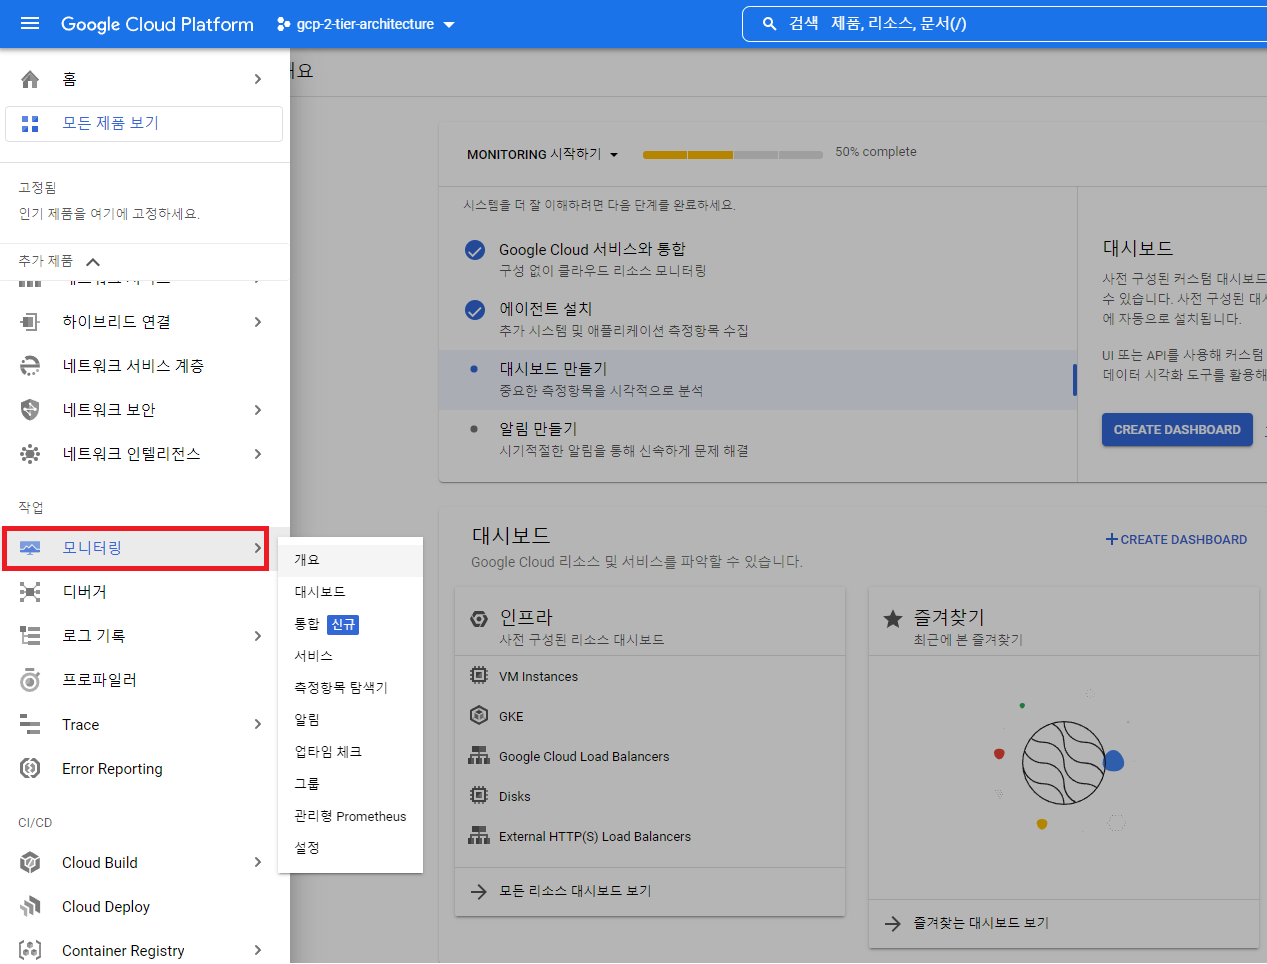 Google Cloud Platform
gcp-2-tier-architecture
검색 제품, 리소스, 문서(/)
홈
모든 제품 보기
고정됨
인기 제품을 여기에 고정하세요.
추가 제품
하이브리드 연결
네트워크 서비스 계층
네트워크 보안
네트워크 인텔리전스
작업
모니터링
디버거
로그 기록
프로파일러
Trace
Error Reporting
CI/CD
Cloud Build
Cloud Deploy
Container Registry
개요
대시보드
통합 신규
서비스
측정항목 탐색기
알림
업타임 체크
그룹
관리형 Prometheus
설정
요
MONITORING 시작하기
50% complete
시스템을 더 잘 이해하려면 다음 단계를 완료하세요.
Google Cloud 서비스와 통합
구성 없이 클라우드 리소스 모니터링
에이전트 설치
추가 시스템 및 애플리케이션 측정항목 수집
대시보드 만들기
중요한 측정항목을 시각적으로 분석
알림 만들기
시기적절한 알림을 통해 신속하게 문제 해결
대시보드
사전 구성된 커스텀 대시보드
수 있습니다. 사전 구성된 대
에 자동으로 설치됩니다.
UI 또는 API를 사용해 커스텀
데이터 시각화 도구를 활용해
CREATE DASHBOARD
대시보드
Google Cloud 리소스 및 서비스를 파악할 수 있습니다.
CREATE DASHBOARD
인프라
사전 구성된 리소스 대시보드
VM Instances
GKE
Google Cloud Load Balancers
Disks
External HTTP(S) Load Balancers
모든 리소스 대시보드 보기
즐겨찾기
최근에 본 즐겨찾기
즐겨찾는 대시보드 보기